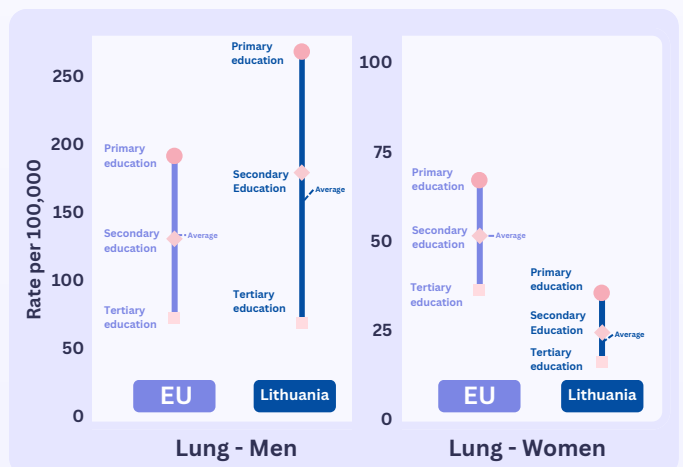 Rate per 100,000
250
200
150
100
50
0
Primary
education
Secondary
education
Average
Tertiary
education
EU
Primary
education
Secondary
Education
Average
Tertiary
education
Lithuania
Lung - Men
100
75
50
25
0
Primary
education
Secondary
education
Average
Tertiary
education
EU
Primary
education
Secondary
Education
Average
Tertiary
education
Lithuania
Lung - Women